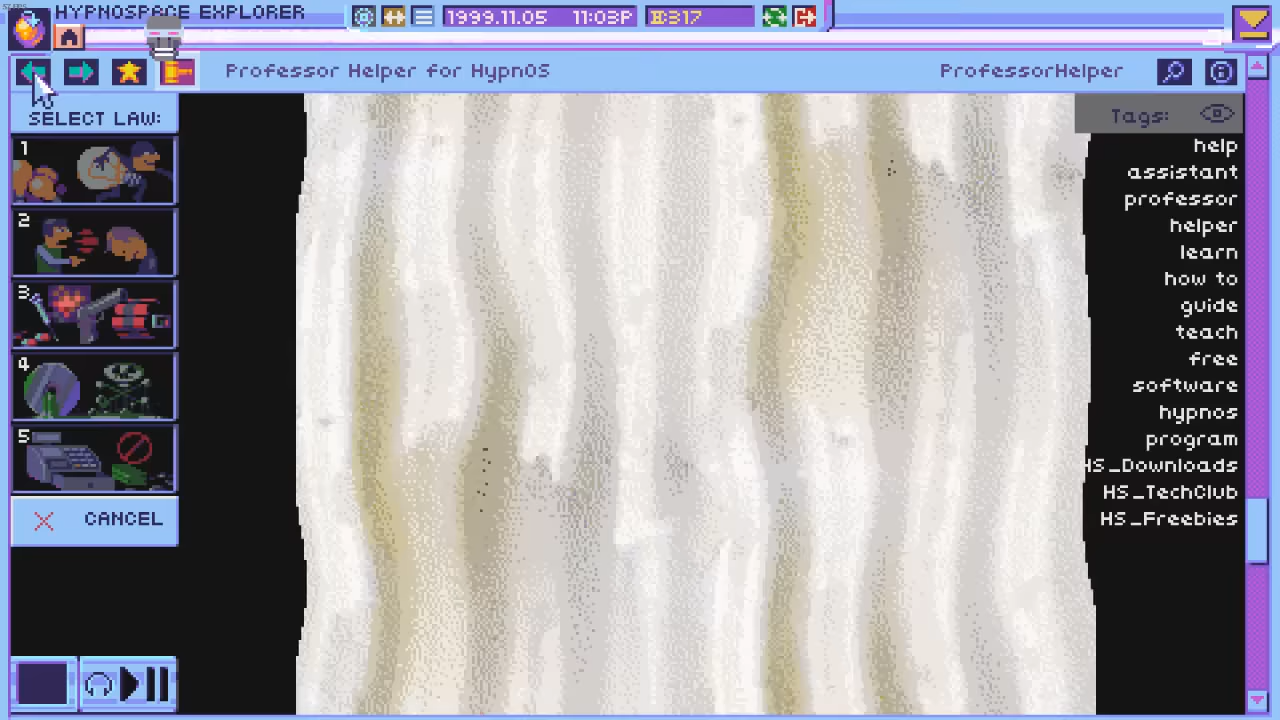 HYPNOSPACE EXPLORER
1999.11.05 11:03P
317
Professor Helper for HypnOS
ProfessorHelper
SELECT LAW:
1
2
3
4
5
CANCEL
Tags:
help
assistant
professor
helper
learn
how to
guide
teach
free
software
hypnos
program
HS_Downloads
HS_TechClub
HS_Freebies